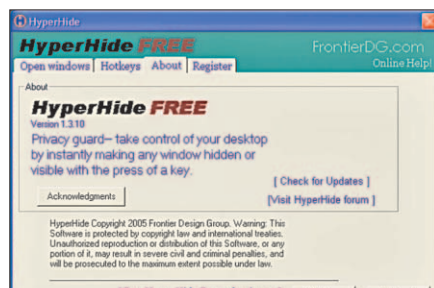 HyperHide
HyperHide FREE
FrontierDG.com
Open windows Hotkeys About Register
Online Help!
About
HyperHide FREE
Version 1.3.10
Privacy guard– take control of your desktop
by instantly making any window hidden or
visible with the press of a key.
[ Check for Updates ]
Acknowledgments
[Visit HyperHide forum ]
HyperHide Copyright 2005 Frontier Design Group. Warning: This
Software is protected by copyright law and international treaties.
Unauthorized reproduction or distribution of this Software, or any
portion of it, may result in severe civil and criminal penalties, and
will be prosecuted to the maximum extent possible under law.